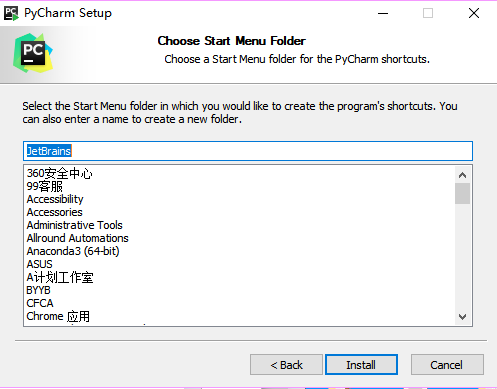 PyCharm Setup
PC
Choose Start Menu Folder
Choose a Start Menu folder for the PyCharm shortcuts.
Select the Start Menu folder in which you would like to create the program's shortcuts. You
can also enter a name to create a new folder.
JetBrains
360安全中心
99客服
Accessibility
Accessories
Administrative Tools
Allround Automations
Anaconda3 (64-bit)
ASUS
A计划工作室
BYYB
CFCA
Chrome 应用
< Back
Install
Cancel